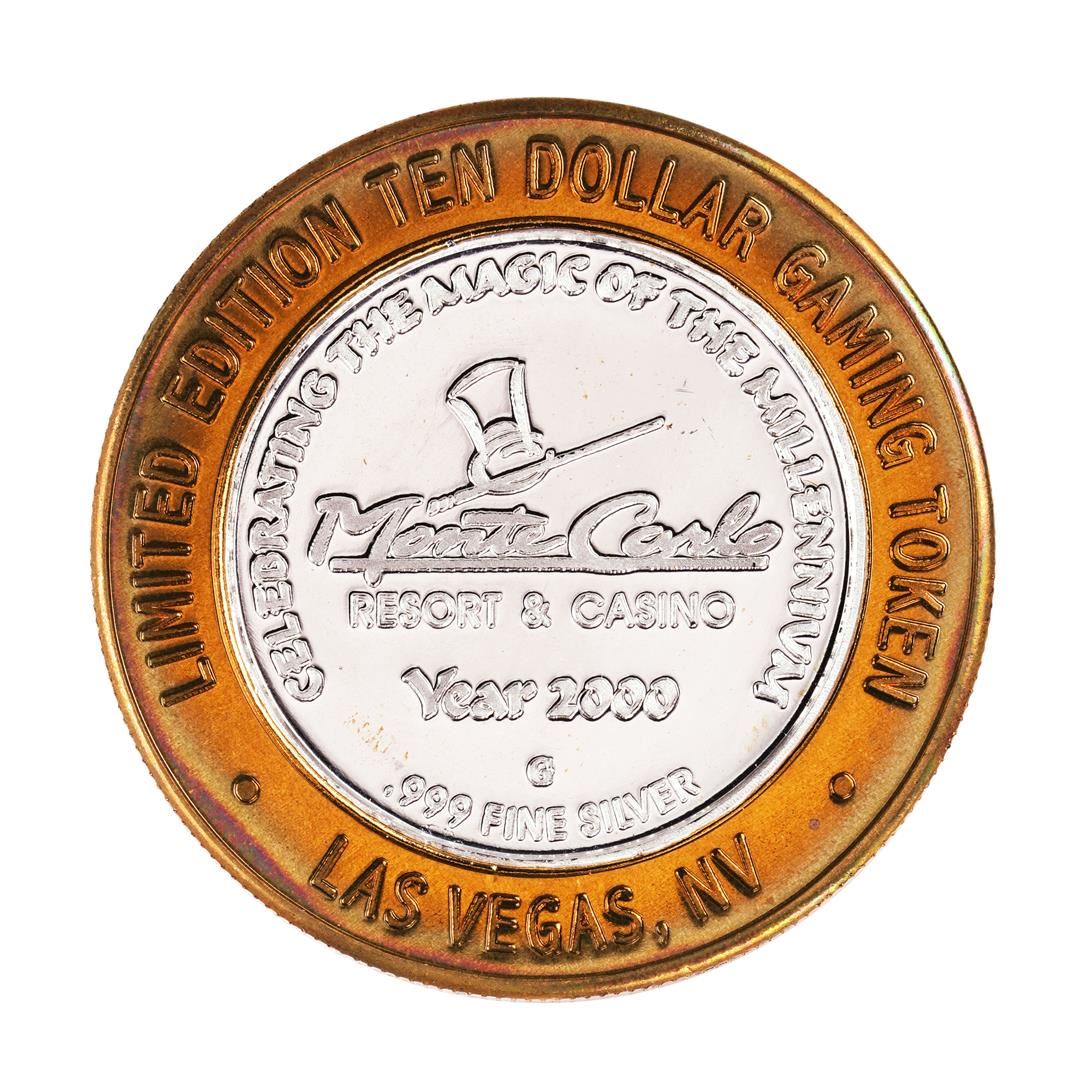 LIMITED EDITION TEN DOLLAR GAMING TOKEN
CELEBRATING THE MAGIC OF THE MILLENNIUM
Monte Carlo
RESORT & CASINO
Year 2000
G
.999 FINE SILVER
LAS VEGAS, NV